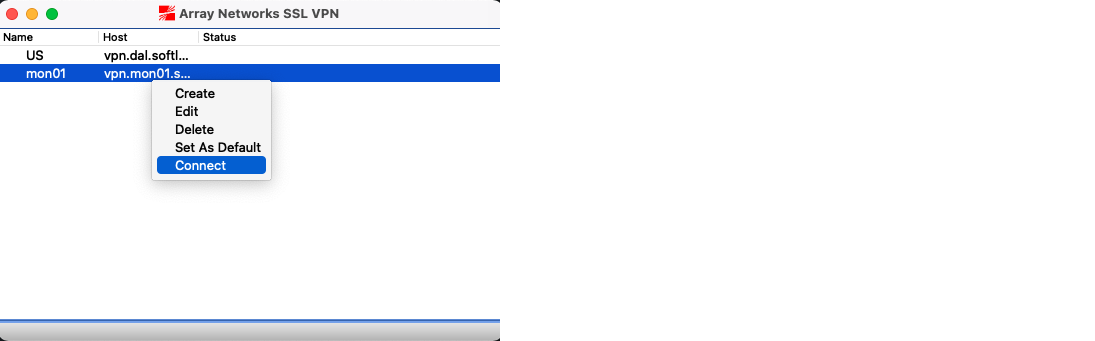 Array Networks SSL VPN
Name Host Status
US vpn.dal.softl...
mon01 vpn.mon01.s...
Create
Edit
Delete
Set As Default
Connect